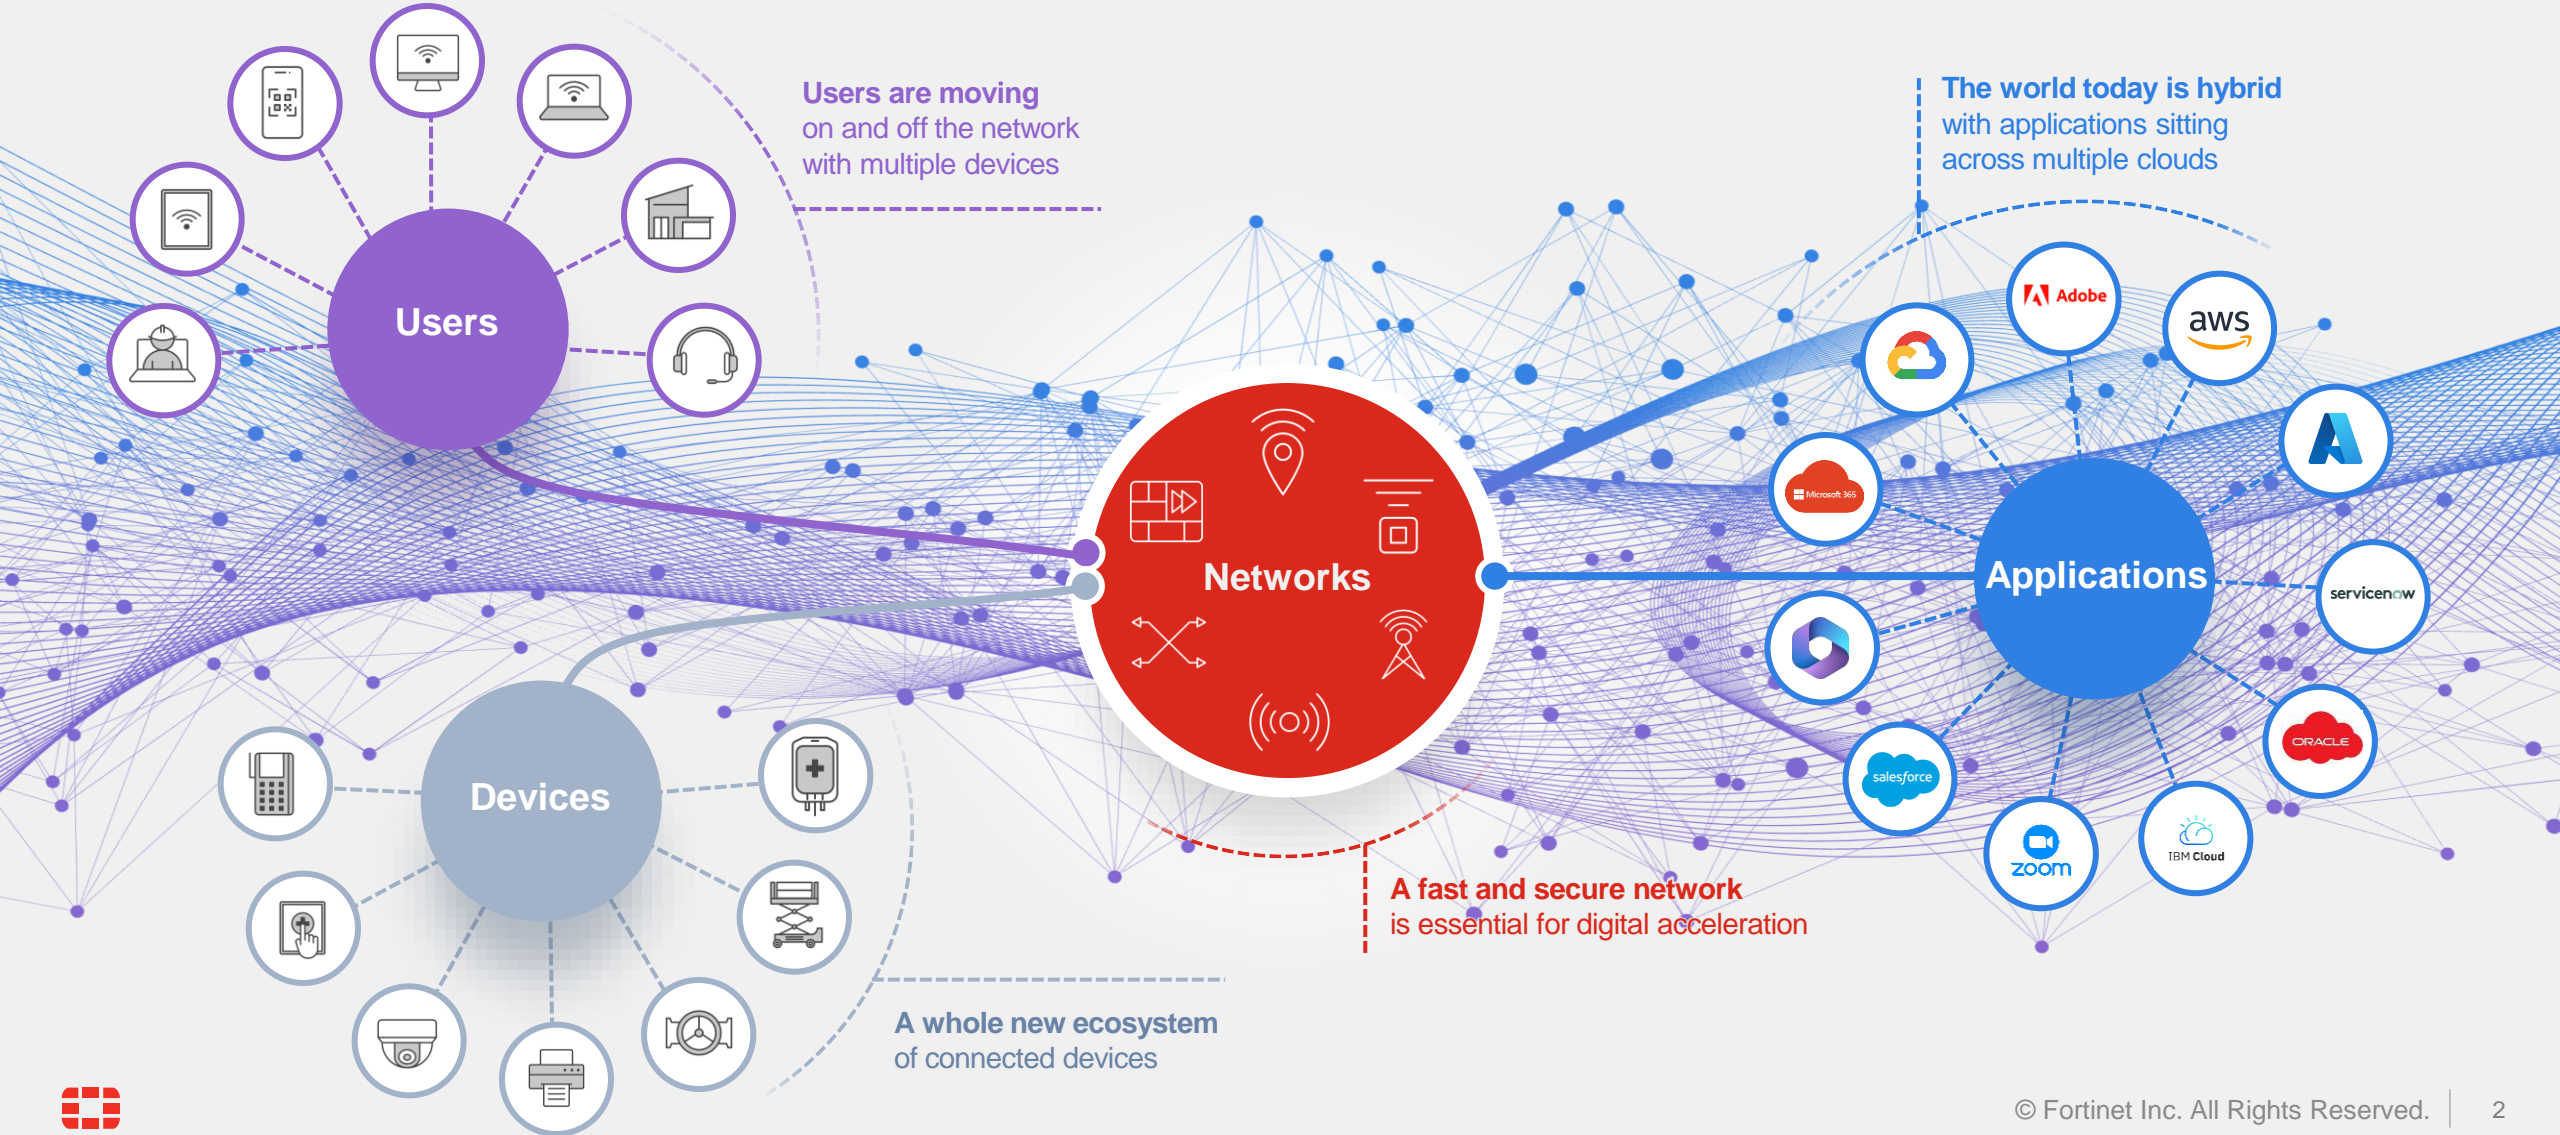 Users are moving
on and off the network
with multiple devices
The world today is hybrid
with applications sitting
across multiple clouds
Users
Adobe
aws
Microsoft 365
Networks
Applications
servicenow
ORACLE
salesforce
zoom
IBM Cloud
Devices
A fast and secure network
is essential for digital acceleration
A whole new ecosystem
of connected devices
© Fortinet Inc. All Rights Reserved.
2